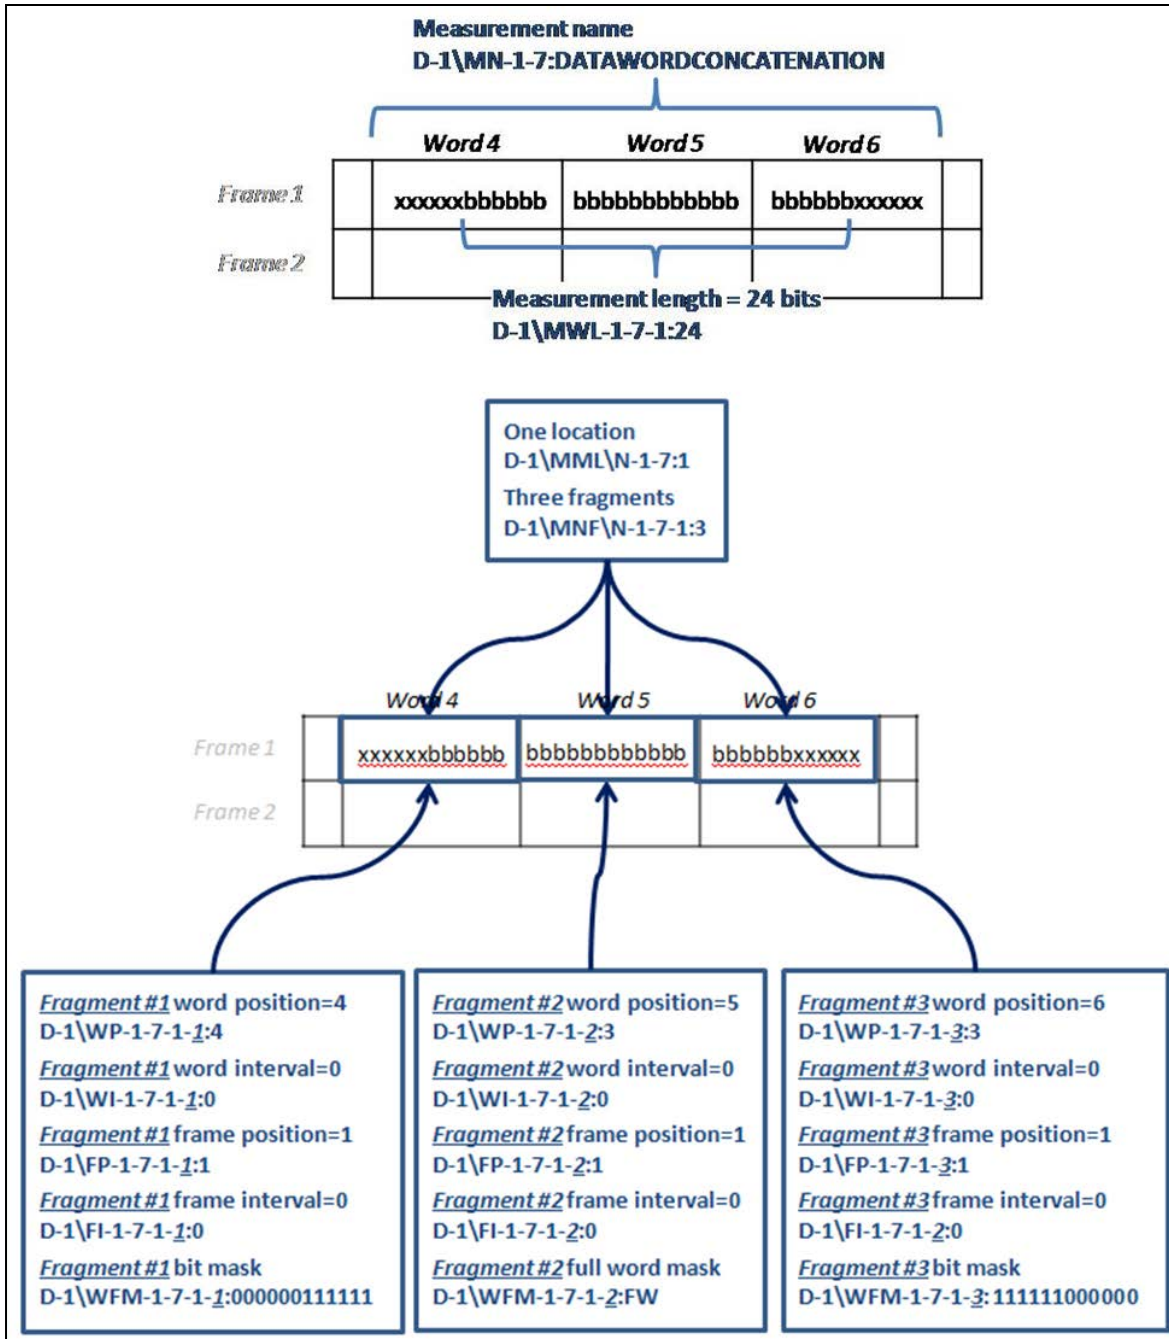 Measurement name
D-1\MN-1-7:DATAWORDCONCATENATION
Word 4 Word 5 Word 6
Frame 1 xxxxxxbbbbbb bbbbbbbbbbbb bbbbbbxxxxxx
Frame 2
Measurement length = 24 bits
D-1\MWL-1-7-1:24
One location
D-1\MML\N-1-7:1
Three fragments
D-1\MNF\N-1-7-1:3
Word 4 Word 5 Word 6
Frame 1 xxxxxxbbbbbb bbbbbbbbbbbb bbbbbbxxxxxx
Frame 2
Fragment #1 word position=4
D-1\WP-1-7-1-1:4
Fragment #1 word interval=0
D-1\WI-1-7-1-1:0
Fragment #1 frame position=1
D-1\FP-1-7-1-1:1
Fragment #1 frame interval=0
D-1\FI-1-7-1-1:0
Fragment #1 bit mask
D-1\WFM-1-7-1-1:000000111111
Fragment #2 word position=5
D-1\WP-1-7-1-2:3
Fragment #2 word interval=0
D-1\WI-1-7-1-2:0
Fragment #2 frame position=1
D-1\FP-1-7-1-2:1
Fragment #2 frame interval=0
D-1\FI-1-7-1-2:0
Fragment #2 full word mask
D-1\WFM-1-7-1-2:FW
Fragment #3 word position=6
D-1\WP-1-7-1-3:3
Fragment #3 word interval=0
D-1\WI-1-7-1-3:0
Fragment #3 frame position=1
D-1\FP-1-7-1-3:1
Fragment #3 frame interval=0
D-1\FI-1-7-1-2:0
Fragment #3 bit mask
D-1\WFM-1-7-1-3:111111000000